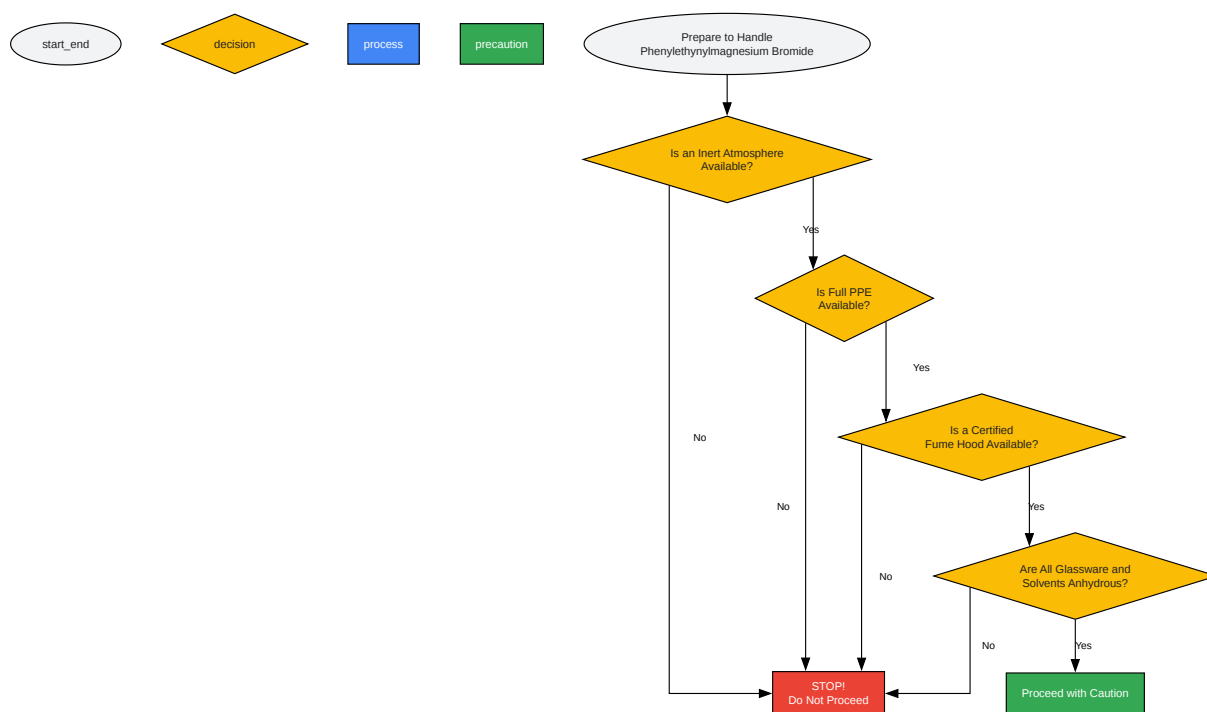 start_end
decision
process
precaution
Prepare to Handle
Phenylethynylmagnesium Bromide
Is an Inert Atmosphere
Available?
Yes
Is Full PPE
Available?
Yes
Is a Certified
Fume Hood Available?
No
No
Yes
Are All Glassware and
Solvents Anhydrous?
No
No
Yes
STOP!
Do Not Proceed
Proceed with Caution